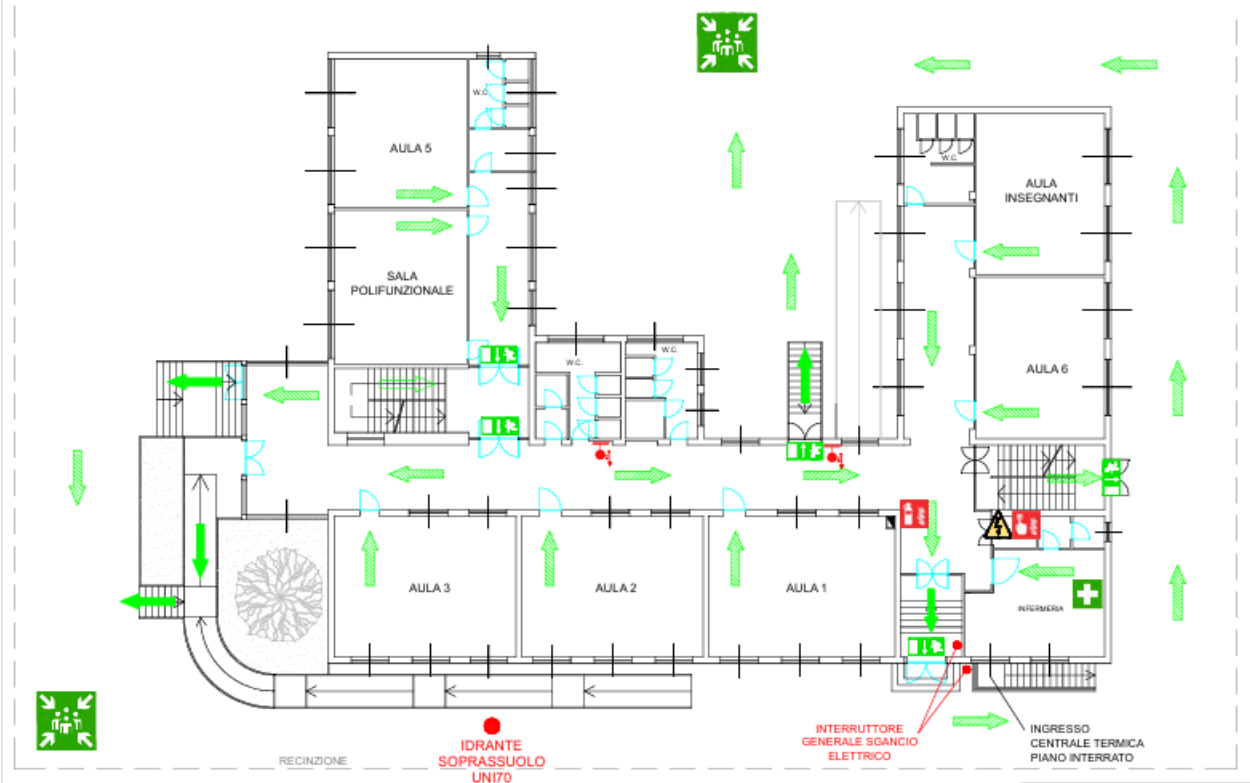 W.C.
AULA 5
W.C.
AULA
INSEGNANTI
SALA
POLIFUNZIONALE
W.C.
W.C.
AULA 6
AULA 3
AULA 2
AULA 1
INFERMERIA
IDRANTE
SOPRASSUOLO
UNI70
RECINZIONE
INTERRUTTORE
GENERALE SGANCIO
ELETTRICO
INGRESSO
CENTRALE TERMICA
PIANO INTERRATO